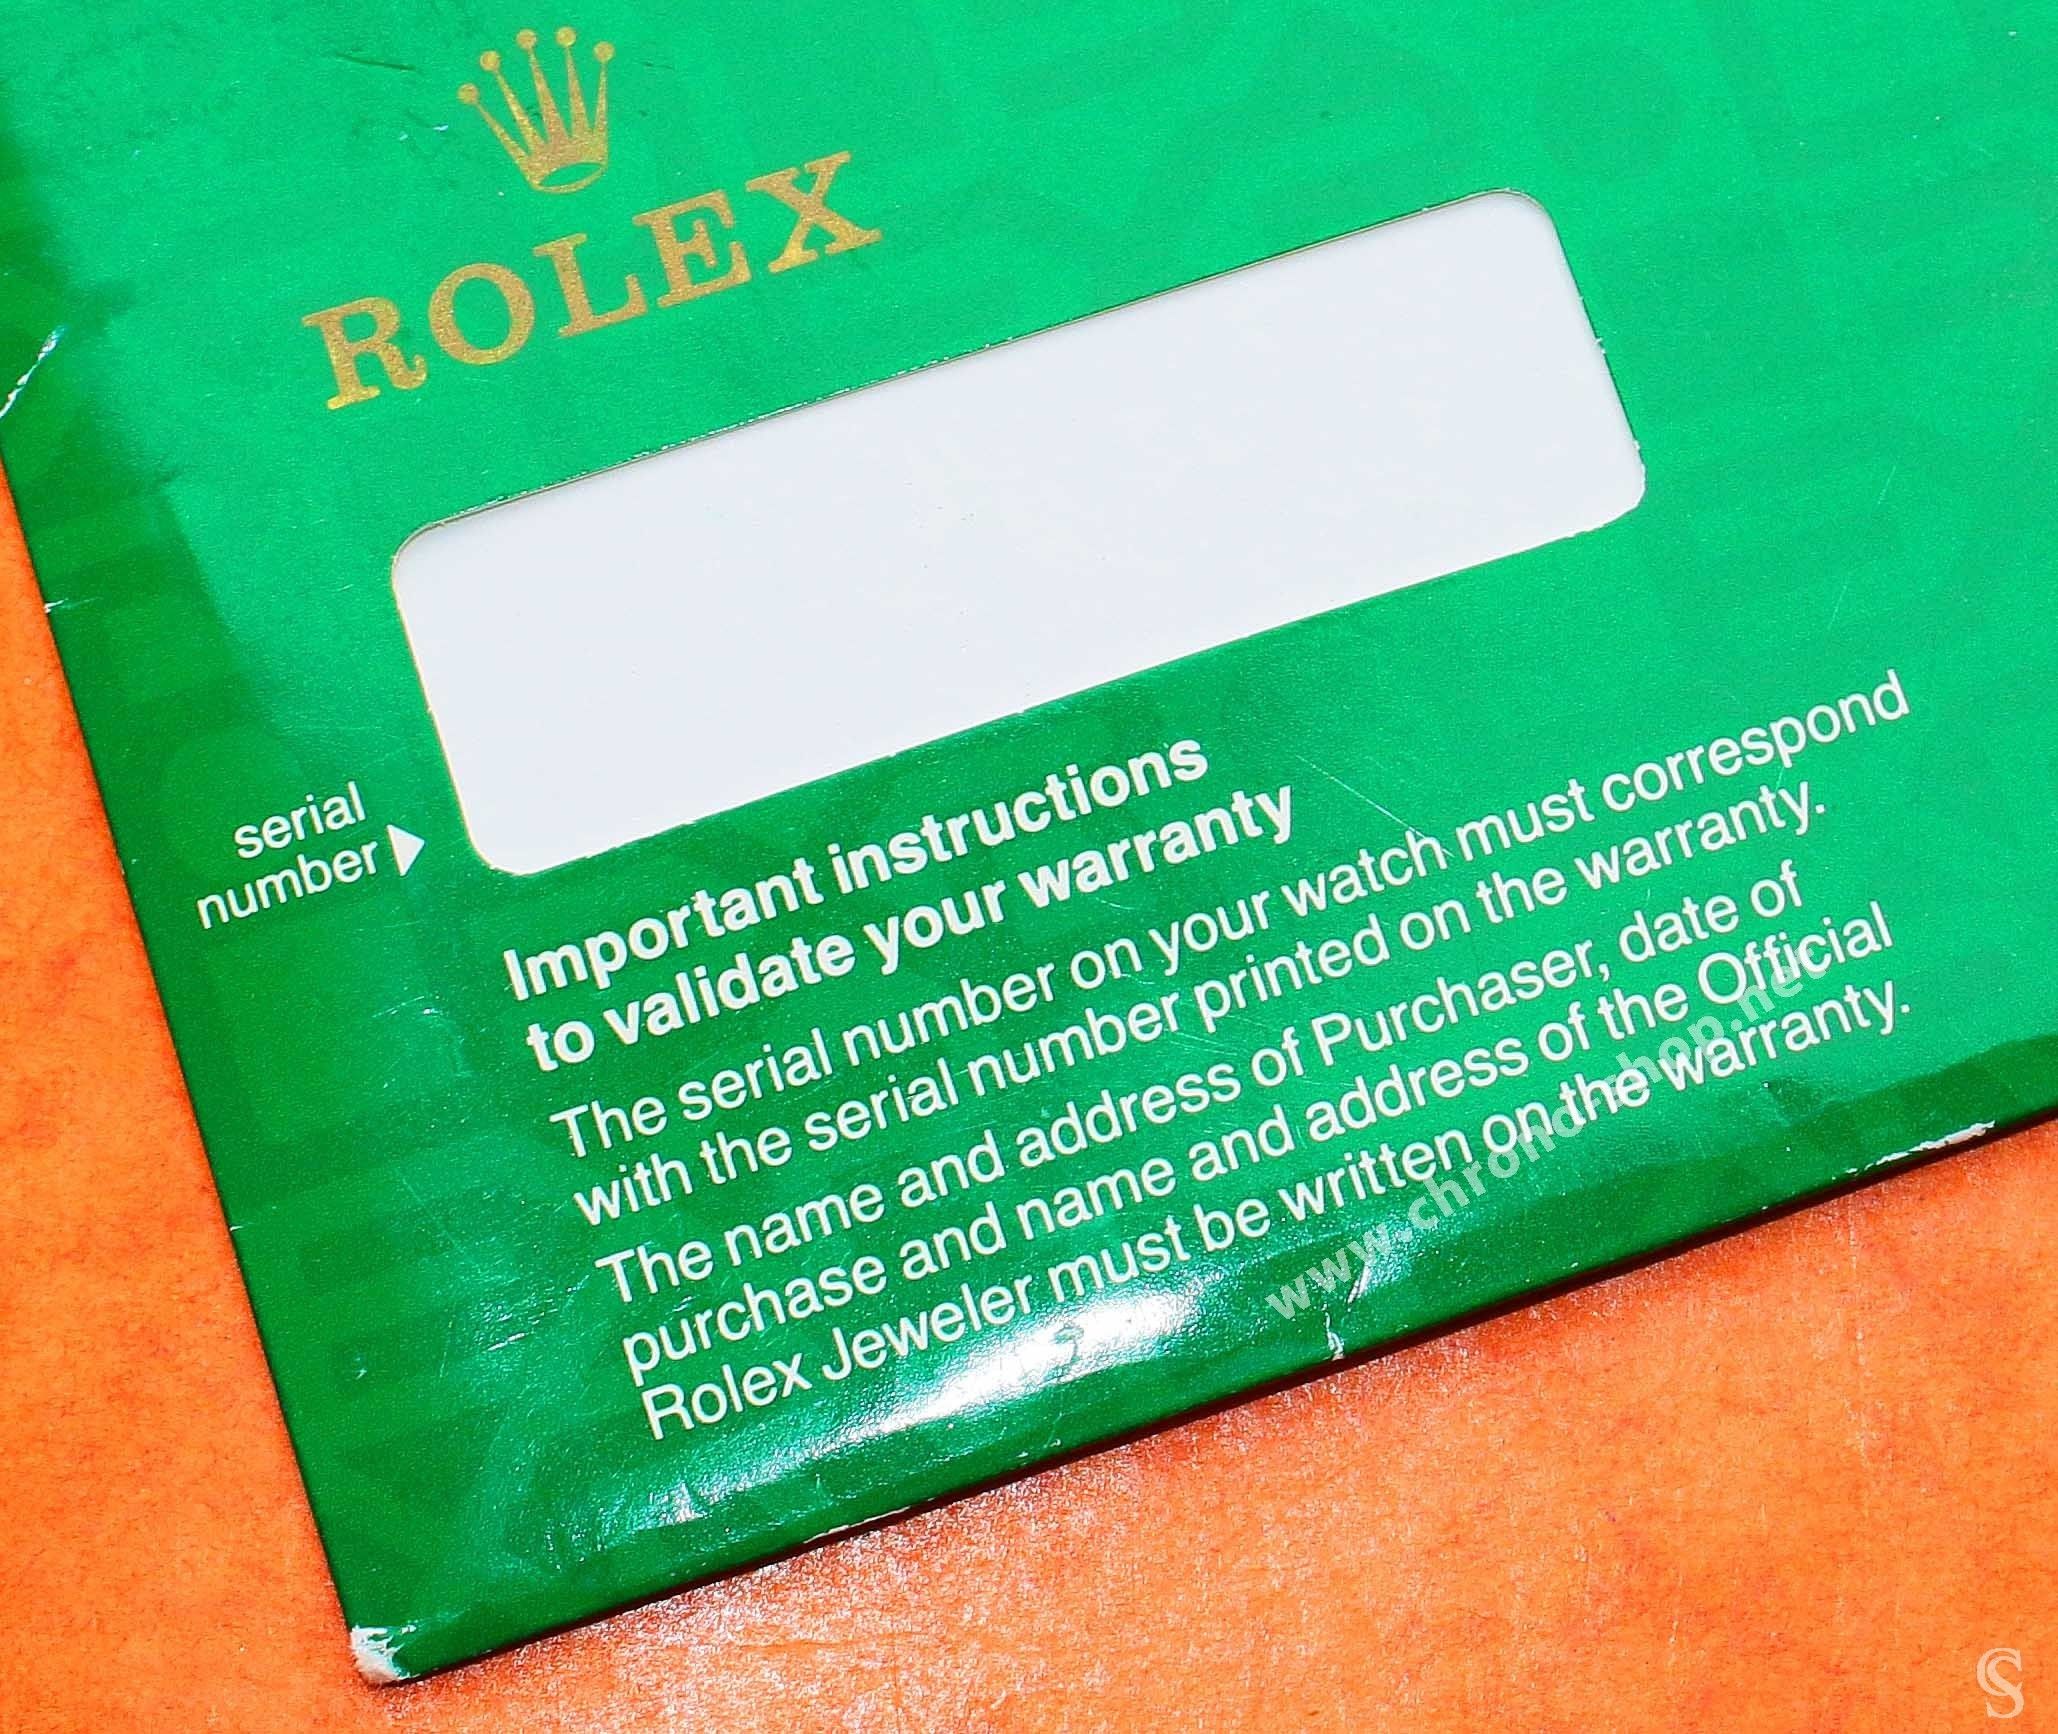 ROLEX
serial
number
Important instructions
to validate your warranty
The serial number on your watch must correspond
with the serial number printed on the warranty.
The name and address of Purchaser, date of
purchase and name and address of the Official
Rolex Jeweler must be written on the warranty.
www.chronoshop.net